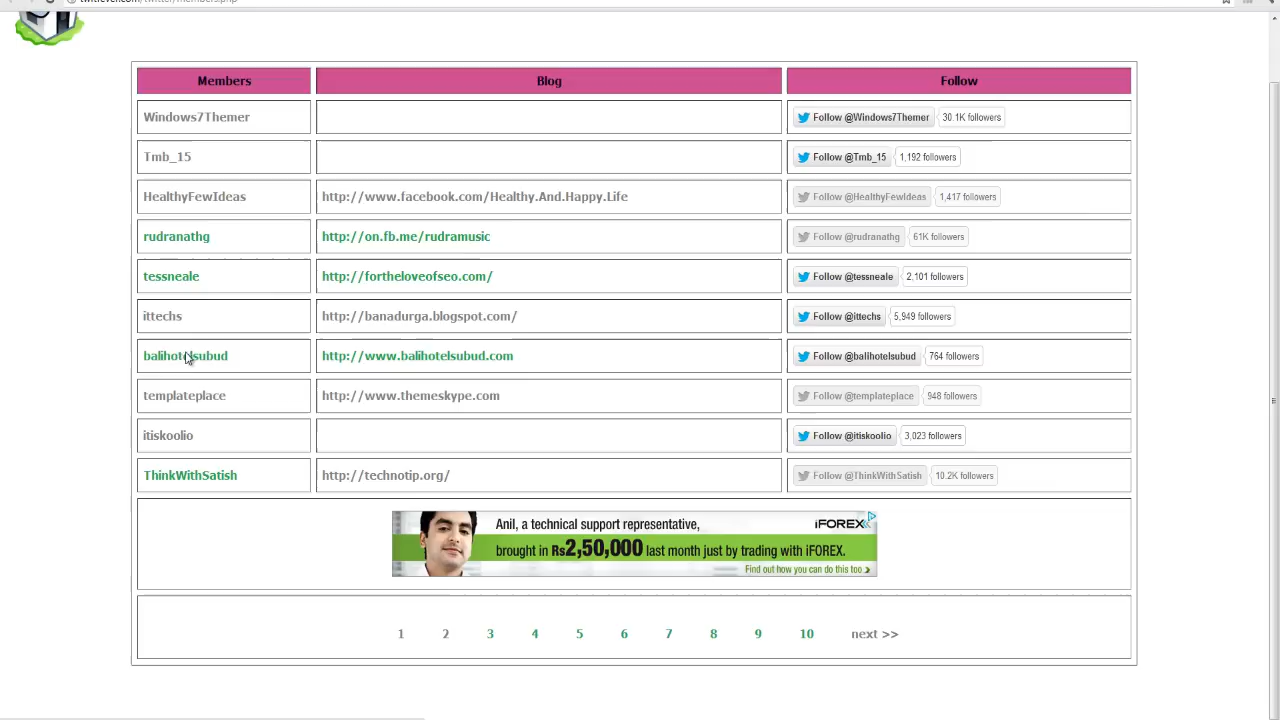 Members Blog Follow
Windows7Themer Follow @Windows7Themer 30.1K followers
Tmb_15 Follow @Tmb_15 1,192 followers
HealthyFewIdeas http://www.facebook.com/Healthy.And.Happy.Life Follow @HealthyFewIdeas 1,417 followers
rudranathg http://on.fb.me/rudramusic Follow @rudranathg 61K followers
tessneale http://fortheloveofseo.com/ Follow @tessneale 2,101 followers
ittechs http://banadurga.blogspot.com/ Follow @ittechs 5,949 followers
balihotelsubud http://www.balihotelsubud.com Follow @balihotelsubud 764 followers
templateplace http://www.themeskype.com Follow @templateplace 948 followers
itiskoolio Follow @itiskoolio 3,023 followers
ThinkWithSatish http://technotip.org/ Follow @ThinkWithSatish 10.2K followers
Anil, a technical support representative, iFOREX
brought in Rs2,50,000 last month just by trading with iFOREX.
Find out how you can do this too
1 2 3 4 5 6 7 8 9 10 next >>